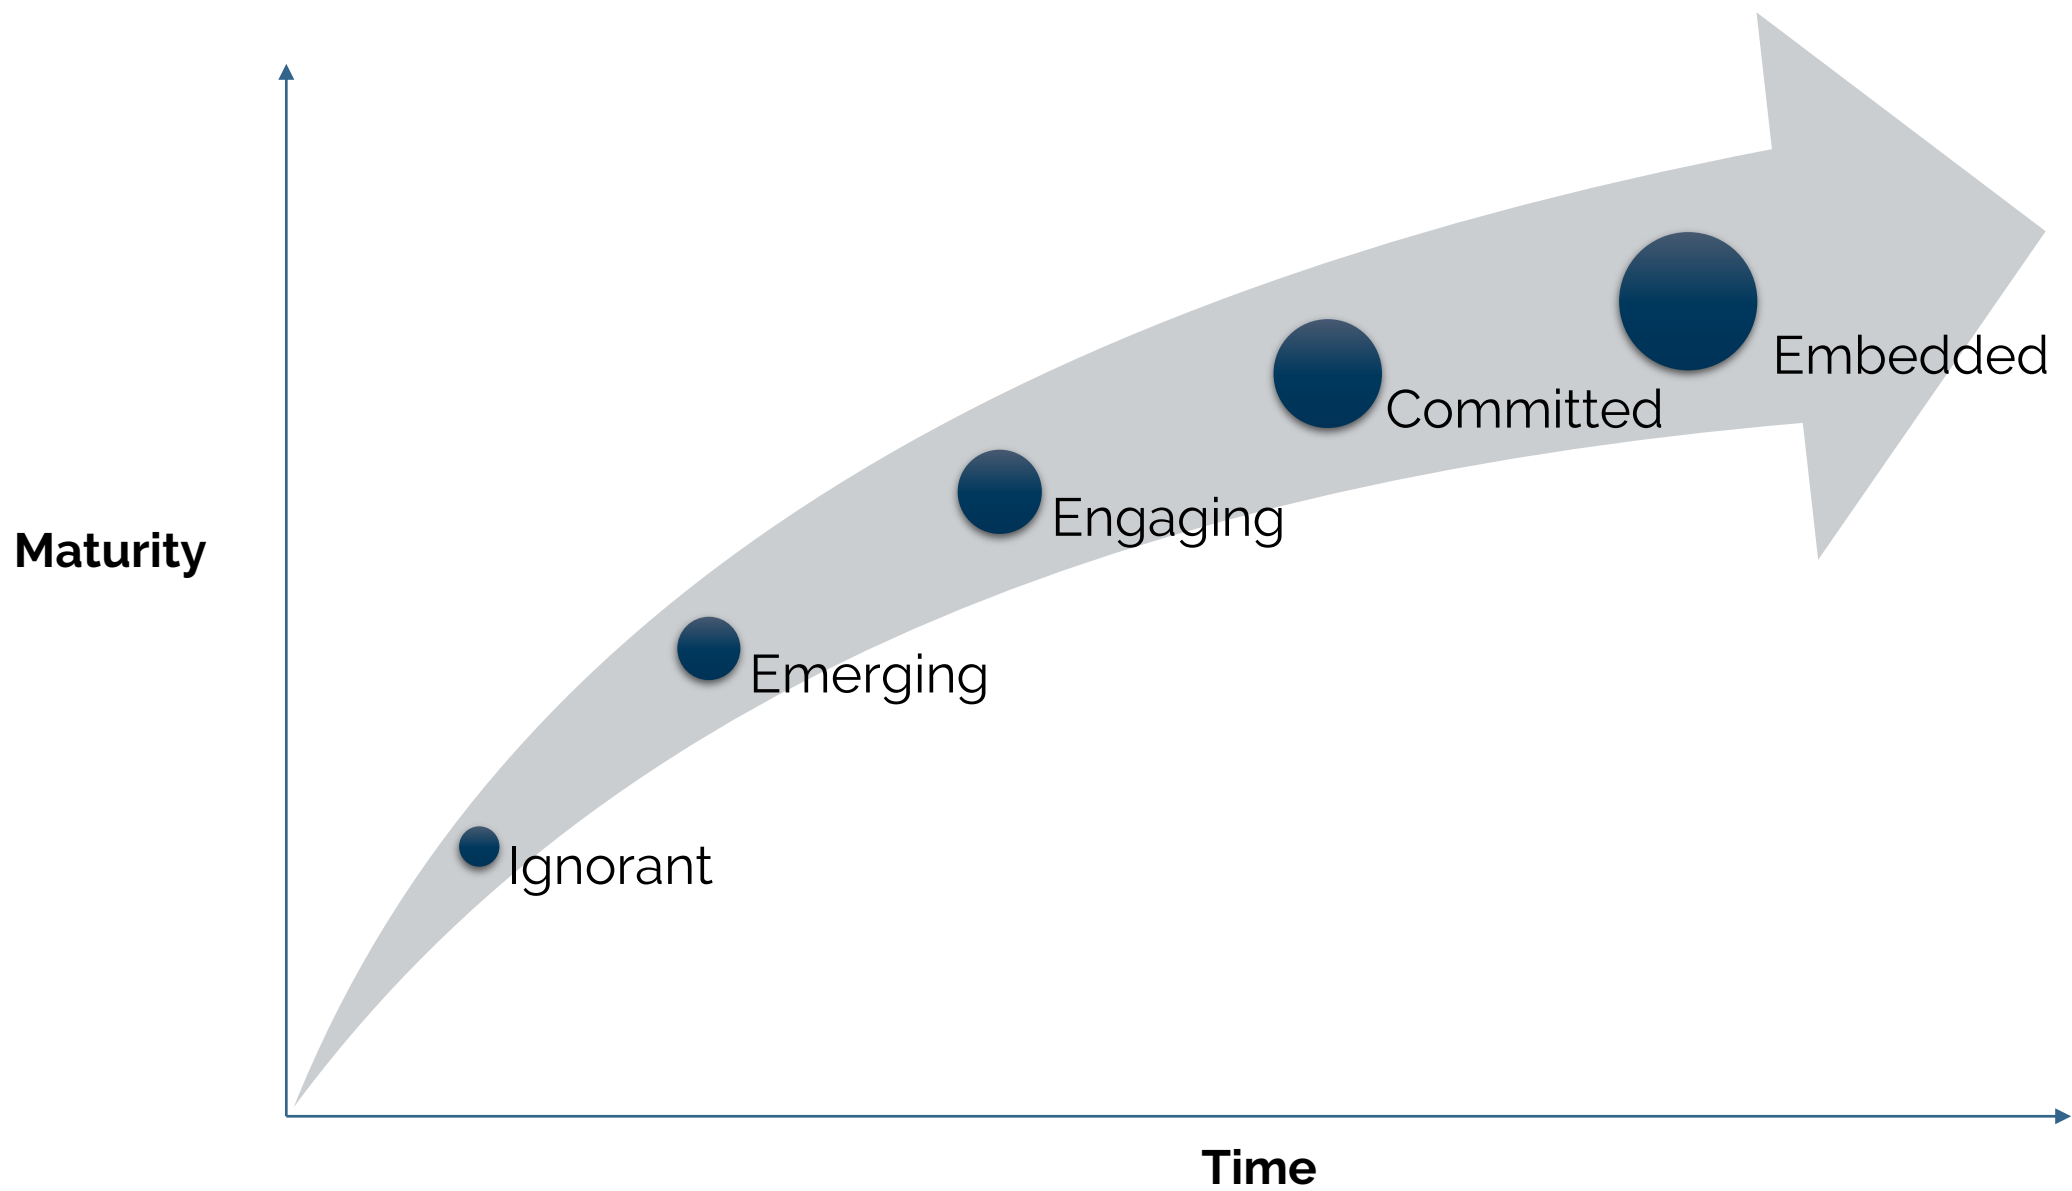 Embedded
Committed
Engaging
Maturity
Emerging
Ignorant
Time